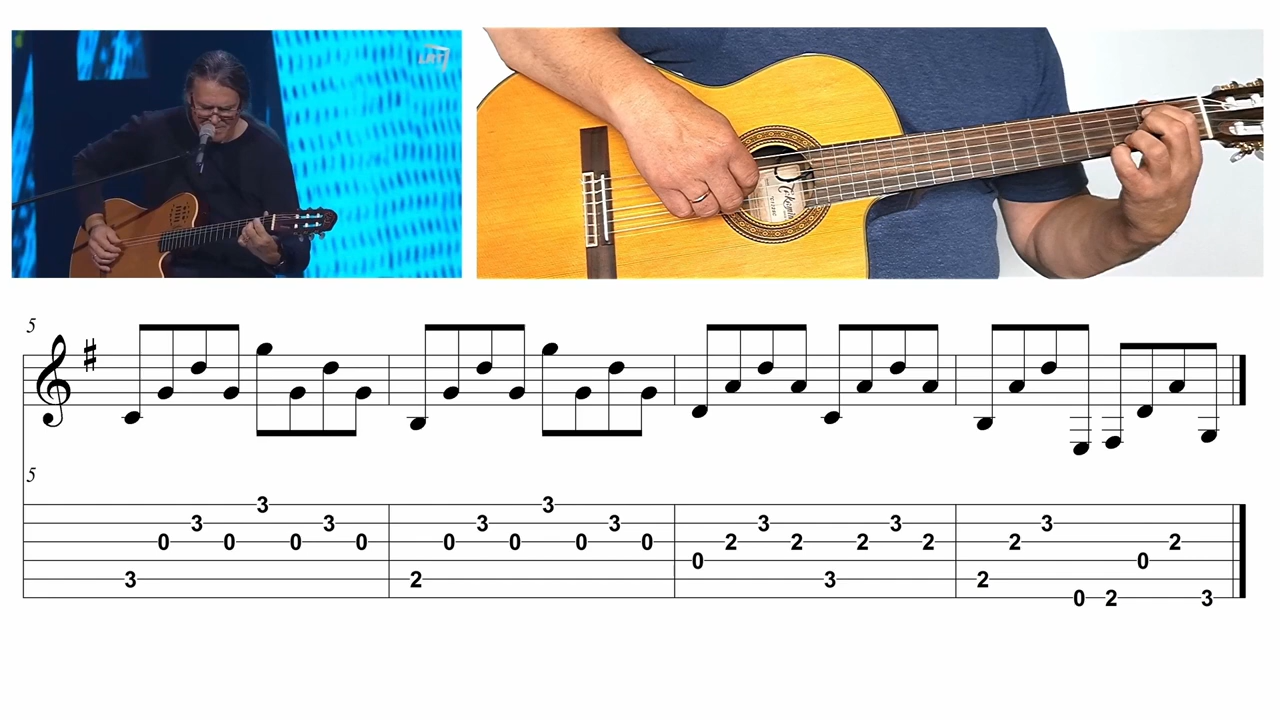 LRT
5
5
3 3
3 3 3 3 3 3 3
0 0 0 0 0 0 0 0 2 2 2 2 2 2
0 0
3 2 3 2
0 2 3